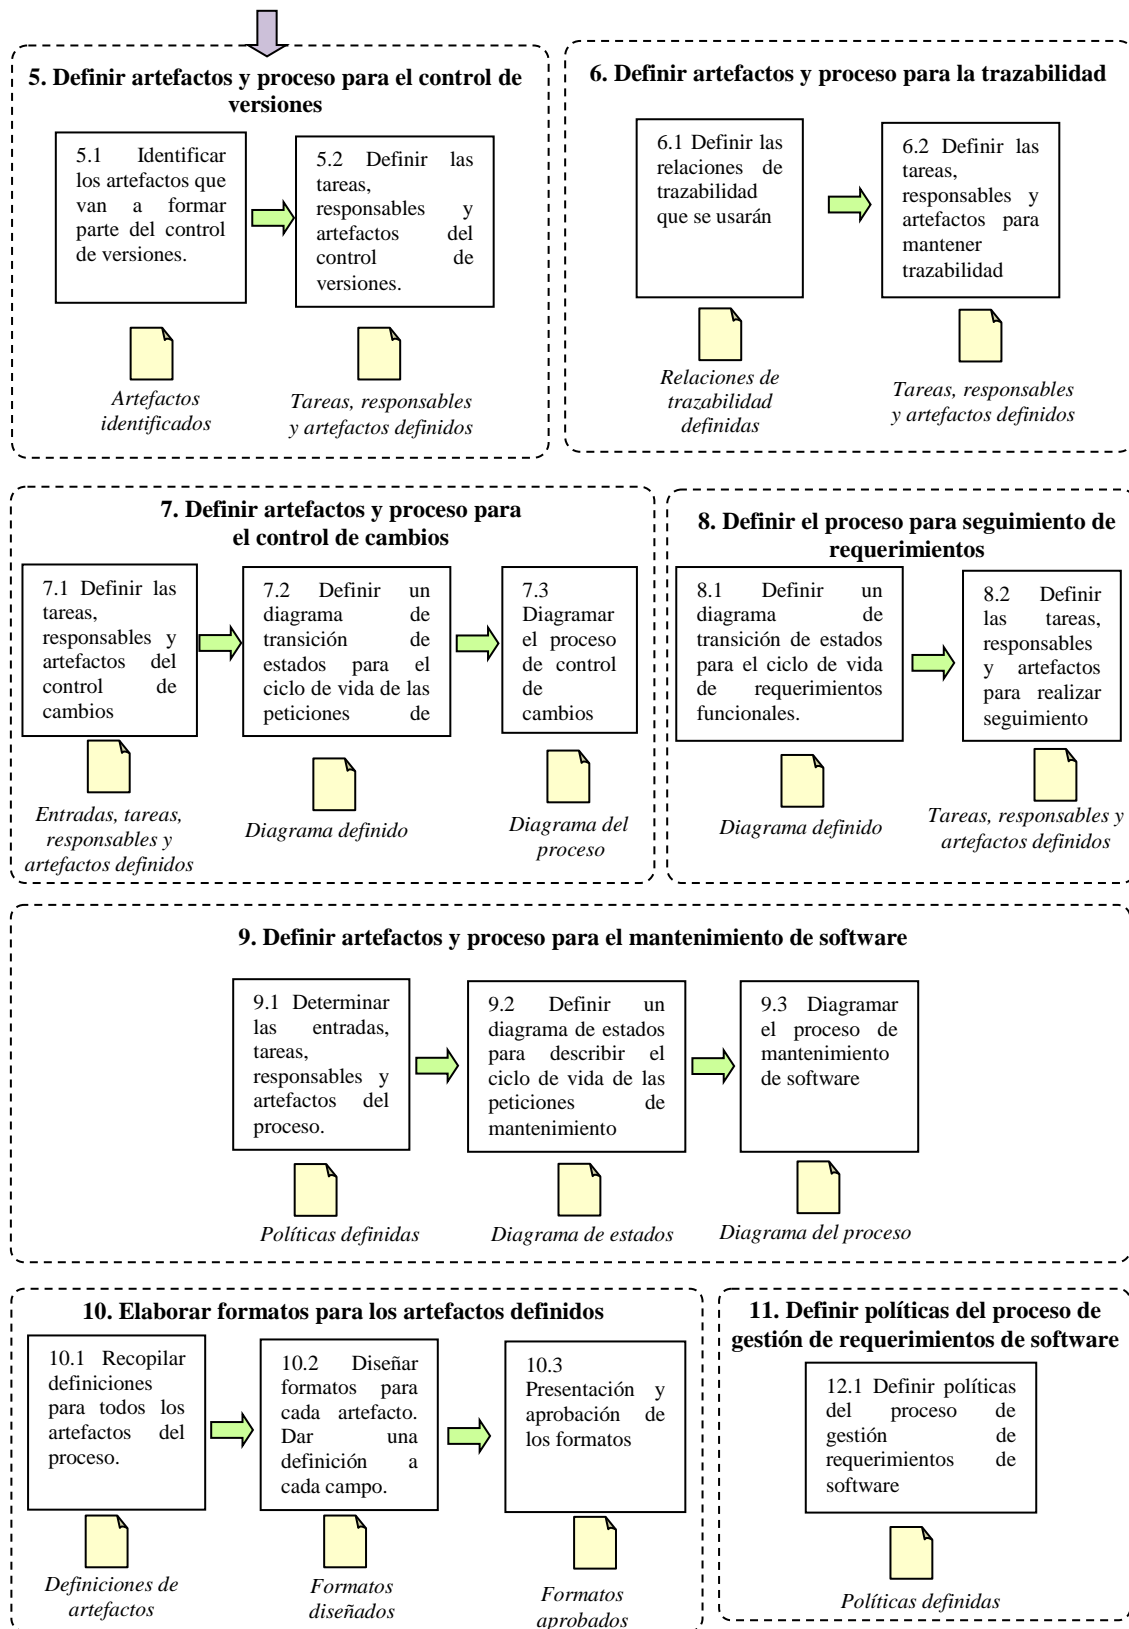 5. Definir artefactos y proceso para el control de
versiones
5.1 Identificar
los artefactos que
van a formar
parte del control
de versiones.
5.2 Definir las
tareas,
responsables y
artefactos del
control de
versiones.
Artefactos
identificados
Tareas, responsables
y artefactos definidos
6. Definir artefactos y proceso para la trazabilidad
6.1 Definir las
relaciones de
trazabilidad
que se usarán
6.2 Definir las
tareas,
responsables y
artefactos para
mantener
trazabilidad
Relaciones de
trazabilidad
definidas
Tareas, responsables
y artefactos definidos
7. Definir artefactos y proceso para
el control de cambios
7.1 Definir las
tareas,
responsables y
artefactos del
control de
cambios
7.2 Definir un
diagrama de
transición de
estados para el
ciclo de vida de las
peticiones de
7.3
Diagramar
el proceso
de control
de
cambios
Entradas, tareas,
responsables y
artefactos definidos
Diagrama definido
Diagrama del
proceso
8. Definir el proceso para seguimiento de
requerimientos
8.1 Definir un
diagrama de
transición de estados
para el ciclo de vida
de requerimientos
funcionales.
8.2 Definir
las tareas,
responsables
y artefactos
para realizar
seguimiento
Diagrama definido
Tareas, responsables y
artefactos definidos
9. Definir artefactos y proceso para el mantenimiento de software
9.1 Determinar
las entradas,
tareas,
responsables y
artefactos del
proceso.
9.2 Definir un
diagrama de estados
para describir el
ciclo de vida de las
peticiones de
mantenimiento
9.3 Diagramar
el proceso de
mantenimiento
de software
Políticas definidas
Diagrama de estados
Diagrama del proceso
10. Elaborar formatos para los artefactos definidos
10.1 Recopilar
definiciones
para todos los
artefactos del
proceso.
10.2 Diseñar
formatos para
cada artefacto.
Dar una
definición a
cada campo.
10.3
Presentación y
aprobación de
los formatos
Definiciones de
artefactos
Formatos
diseñados
Formatos
aprobados
11. Definir políticas del proceso de
gestión de requerimientos de software
12.1 Definir políticas
del proceso de
gestión de
requerimientos de
software
Políticas definidas